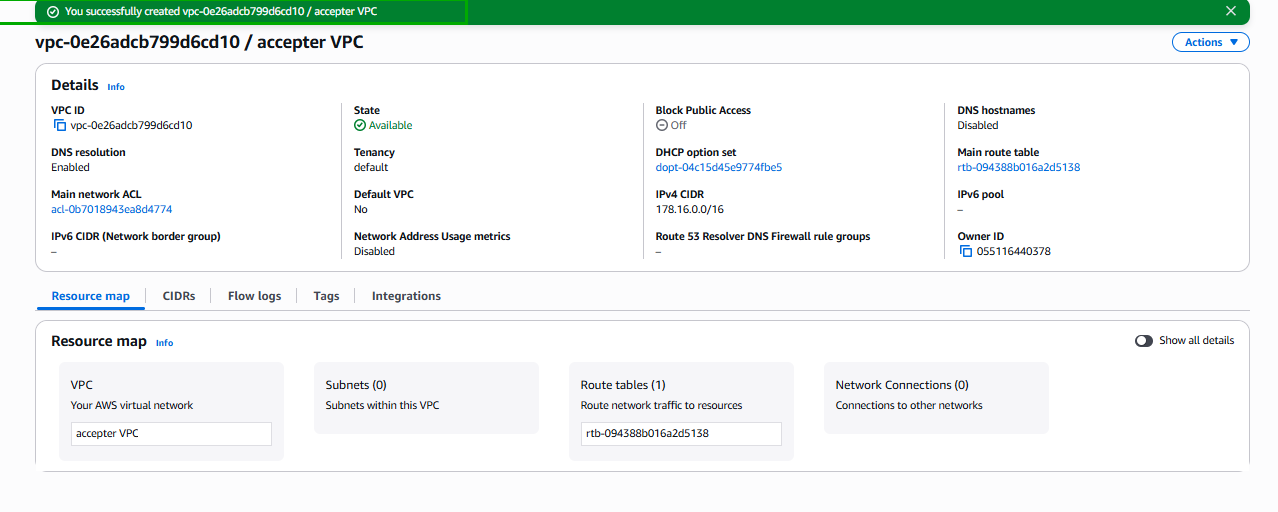 You successfully created vpc-0e26adcb799d6cd10 / accepter VPC
vpc-0e26adcb799d6cd10 / accepter VPC
Actions
Details Info
VPC ID
vpc-0e26adcb799d6cd10
State
Available
Block Public Access
Off
DNS hostnames
Disabled
DNS resolution
Enabled
Tenancy
default
DHCP option set
dopt-04c15d45e9774fbe5
Main route table
rtb-094388b016a2d5138
Main network ACL
acl-0b7018943ea8d4774
Default VPC
No
IPv4 CIDR
178.16.0.0/16
IPv6 pool
–
IPv6 CIDR (Network border group)
–
Network Address Usage metrics
Disabled
Route 53 Resolver DNS Firewall rule groups
–
Owner ID
055116440378
Resource map CIDRs Flow logs Tags Integrations
Resource map Info
Show all details
VPC
Your AWS virtual network
accepter VPC
Subnets (0)
Subnets within this VPC
Route tables (1)
Route network traffic to resources
rtb-094388b016a2d5138
Network Connections (0)
Connections to other networks